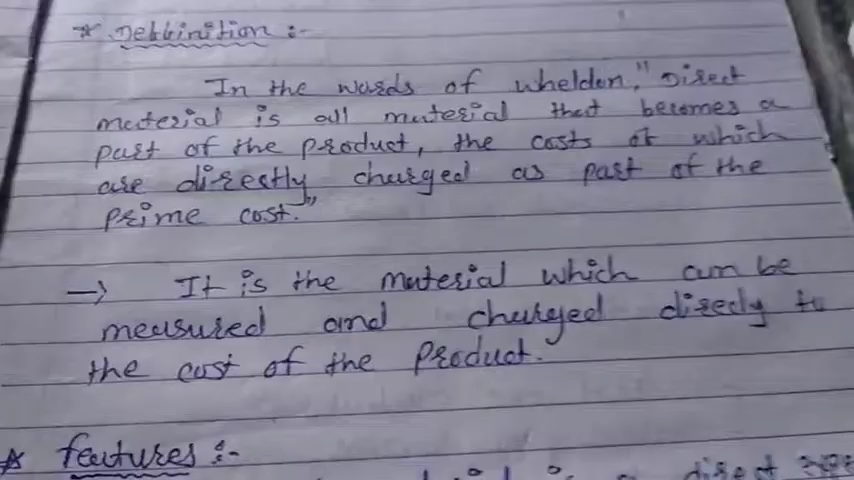 * Definition :-
In the words of Wheldon, "Direct
material is all material that becomes a
part of the product, the costs of which
are directly charged as part of the
prime cost."
→ It is the material which can be
measured and charged direcly to
the cost of the product.
* features :-
direct